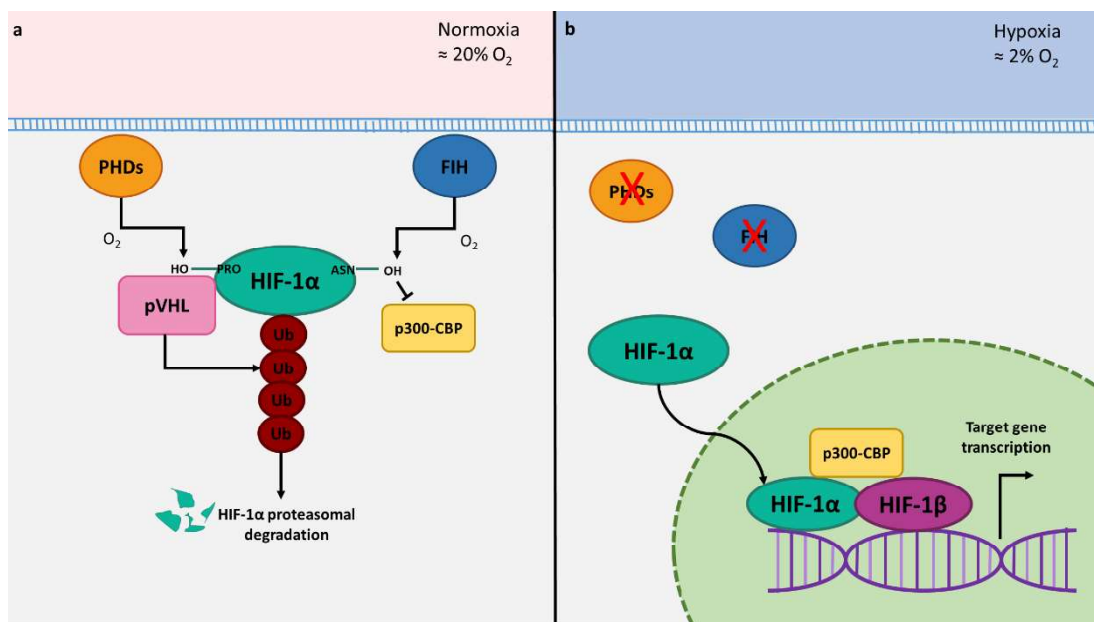 a
Normoxia
≈ 20% O₂
PHDs
FIH
O₂
O₂
HO
PRO
HIF-1α
ASN
OH
pVHL
p300-CBP
Ub
Ub
Ub
Ub
HIF-1α proteasomal
degradation
b
Hypoxia
≈ 2% O₂
PHDs
FIH
HIF-1α
Target gene
transcription
p300-CBP
HIF-1α
HIF-1β